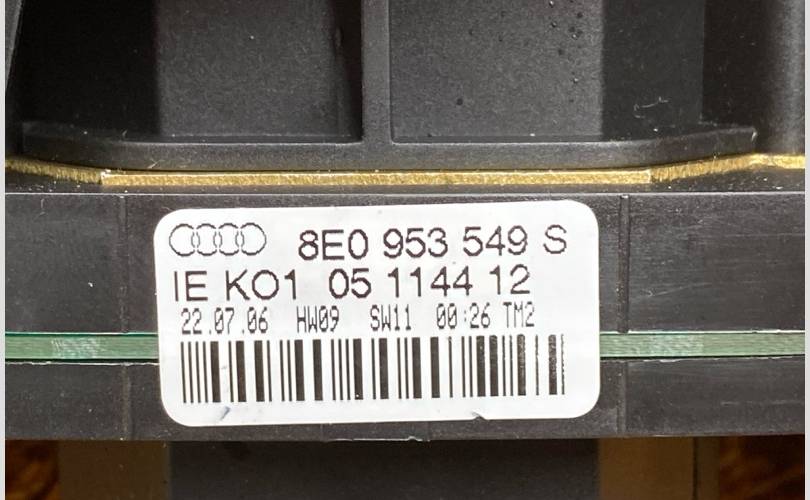 8E0 953 549 S
IE KO1 05 1144 12
22.07.06 HW09 SW11 00:26 TM2